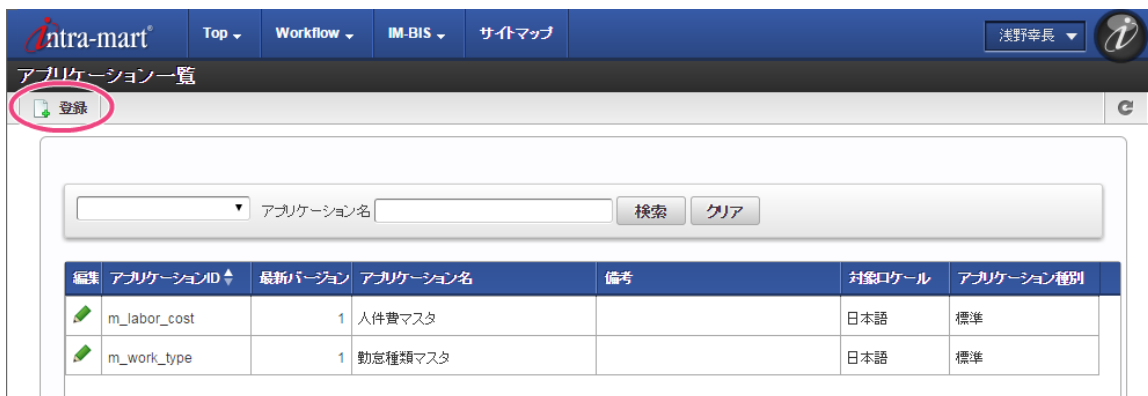 intra-mart® Top Workflow IM-BIS サイトマップ 浅野幸長
アプリケーション一覧
登録
アプリケーション名 検索 クリア
編集 アプリケーションID 最新バージョン アプリケーション名 備考 対象ロケール アプリケーション種別
m_labor_cost 1 人件費マスタ 日本語 標準
m_work_type 1 勤怠種類マスタ 日本語 標準